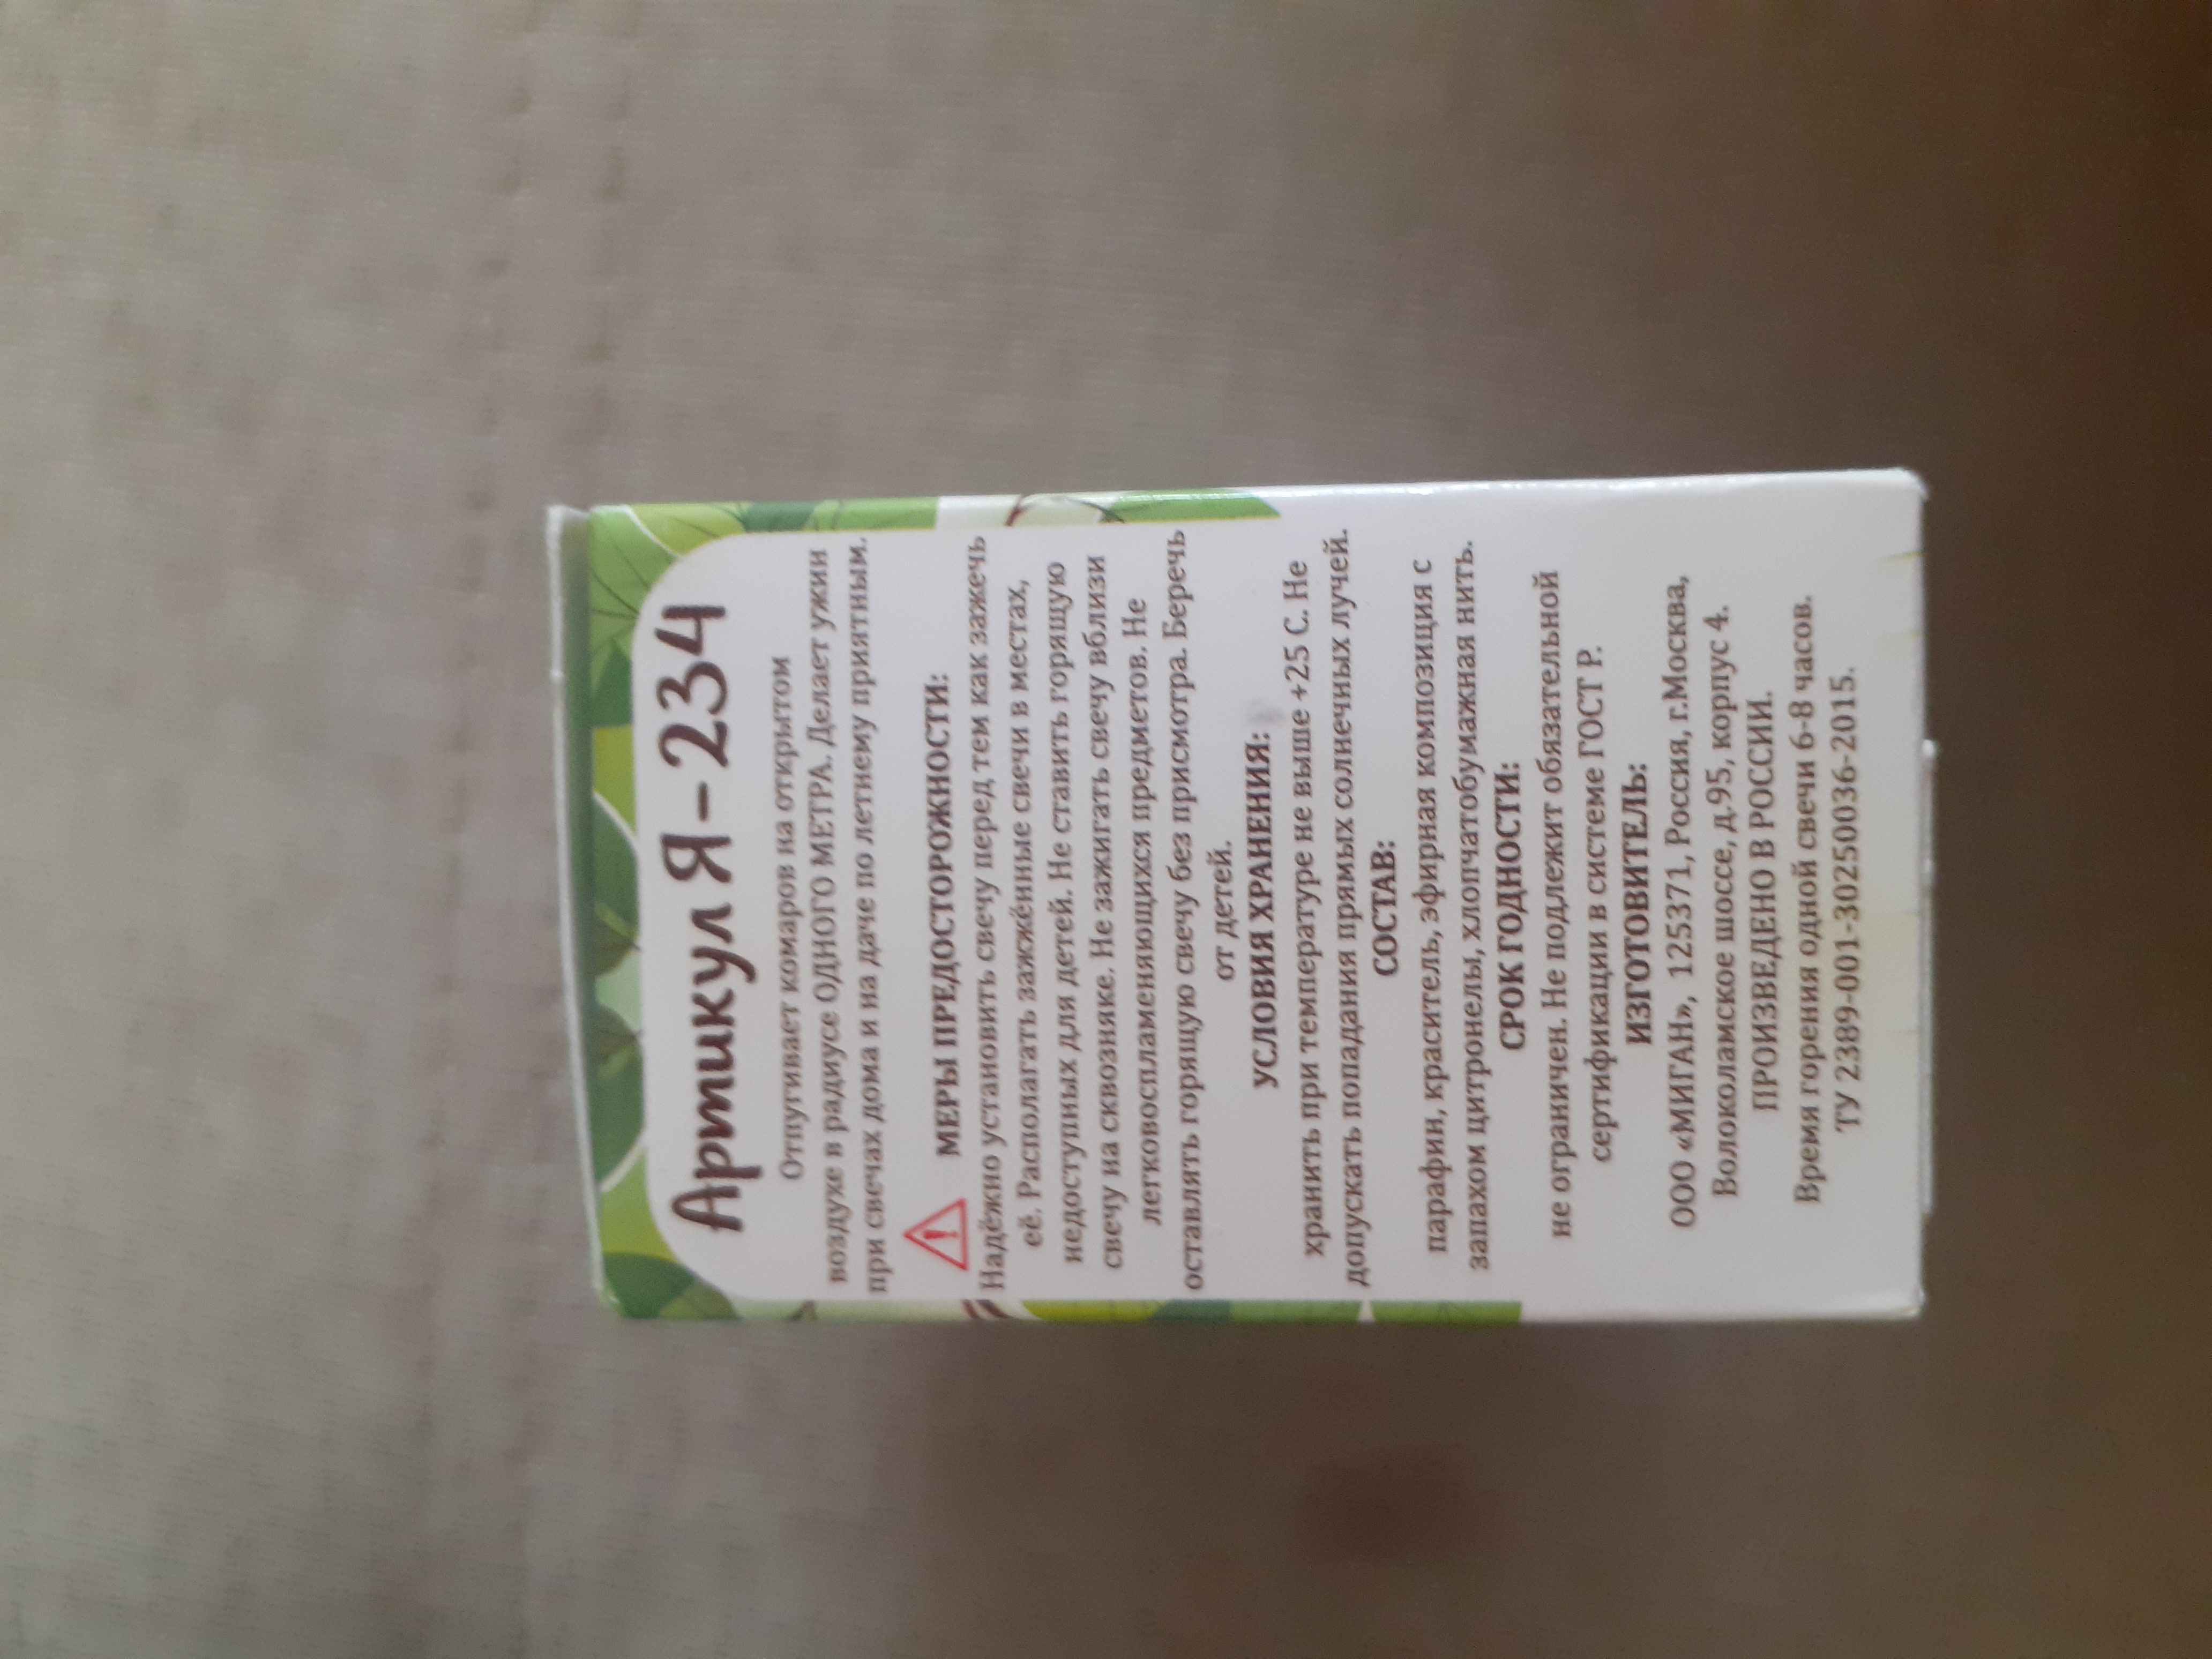 Артикул Я-234
Отпугивает комаров на открытом
воздухе в радиусе ОДНОГО МЕТРА. Делает ужин
при свечах дома и на даче по летнему приятным.
МЕРЫ ПРЕДОСТОРОЖНОСТИ:
Надёжно установить свечу перед тем как зажечь
её. Располагать зажжённые свечи в местах,
недоступных для детей. Не ставить горящую
свечу на сквозняке. Не зажигать свечу вблизи
легковоспламеняющихся предметов. Не
оставлять горящую свечу без присмотра. Беречь
от детей.
УСЛОВИЯ ХРАНЕНИЯ:
хранить при температуре не выше +25 С. Не
допускать попадания прямых солнечных лучей.
СОСТАВ:
парафин, краситель, эфирная композиция с
запахом цитронелы, хлопчатобумажная нить.
СРОК ГОДНОСТИ:
не ограничен. Не подлежит обязательной
сертификации в системе ГОСТ Р.
ИЗГОТОВИТЕЛЬ:
ООО «МИГАН», 125371, Россия, г.Москва,
Волоколамское шоссе, д.95, корпус 4.
ПРОИЗВЕДЕНО В РОССИИ.
Время горения одной свечи 6-8 часов.
ТУ 2389-001-30250036-2015.